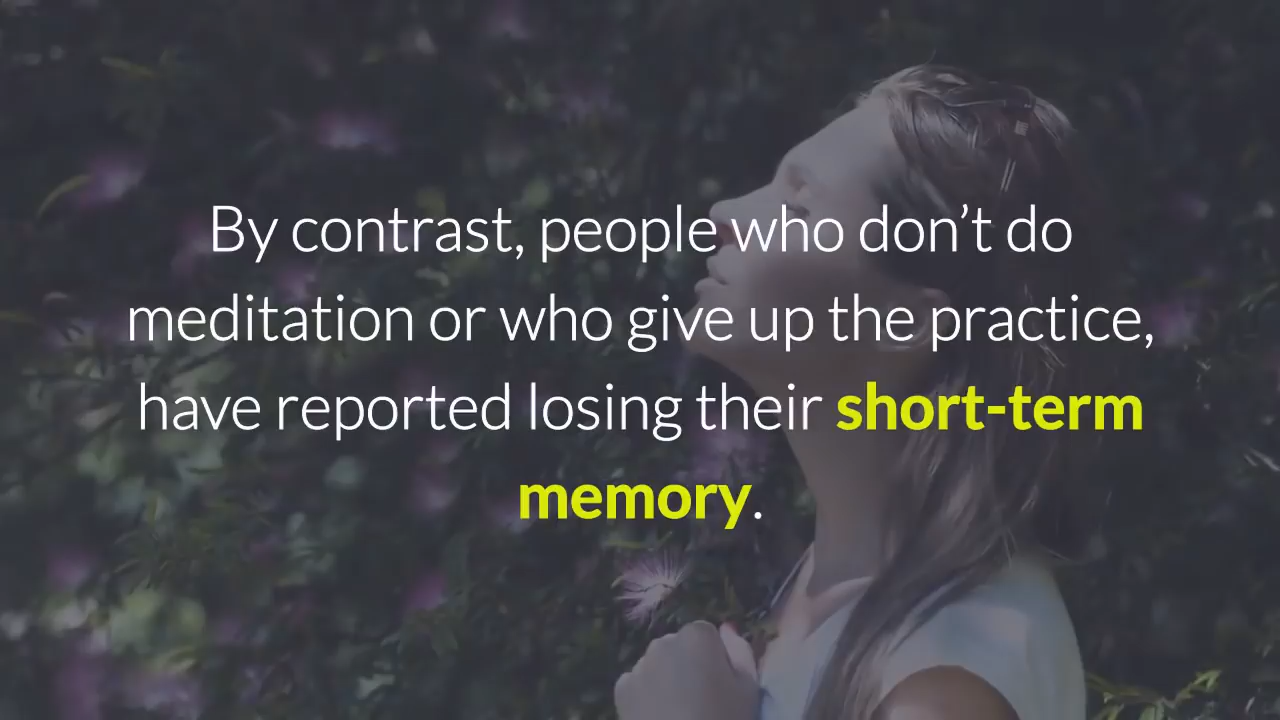 By contrast, people who don’t do
meditation or who give up the practice,
have reported losing their short-term
memory.